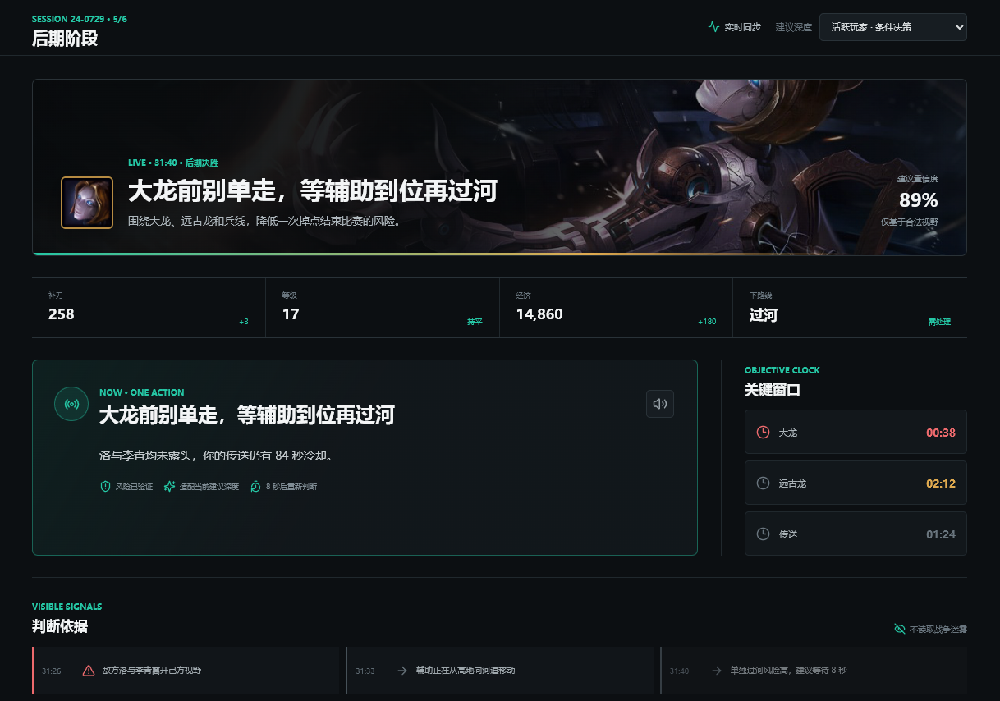 SESSION 24-0729 • 5/6
后期阶段
实时同步
建议深度
活跃玩家 · 条件决策
LIVE • 31:40 • 后期决胜
大龙前别单走，等辅助到位再过河
围绕大龙、远古龙和兵线，降低一次掉点结束比赛的风险。
建议置信度
89%
仅基于合法视野
补刀
258
+3
等级
17
持平
经济
14,860
+180
下路线
过河
需处理
NOW • ONE ACTION
大龙前别单走，等辅助到位再过河
洛与李青均未露头，你的传送仍有 84 秒冷却。
风险已验证
适配当前建议深度
8 秒后重新判断
OBJECTIVE CLOCK
关键窗口
大龙
00:38
远古龙
02:12
传送
01:24
VISIBLE SIGNALS
判断依据
不读取战争迷雾
31:26
敌方洛与李青离开己方视野
31:33
辅助正在从高地向河道移动
31:40
单独过河风险高，建议等待 8 秒